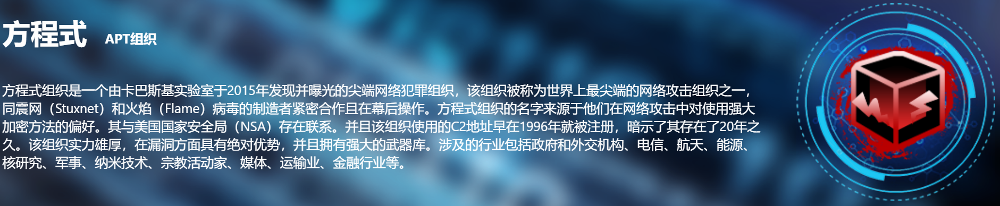 方程式 APT组织
方程式组织是一个由卡巴斯基实验室于2015年发现并曝光的尖端网络犯罪组织，该组织被称为世界上最尖端的网络攻击组织之一，
同震网（Stuxnet）和火焰（Flame）病毒的制造者紧密合作且在幕后操作。方程式组织的名字来源于他们在网络攻击中对使用强大
加密方法的偏好。其与美国国家安全局（NSA）存在联系。并且该组织使用的C2地址早在1996年就被注册，暗示了其存在了20年之
久。该组织实力雄厚，在漏洞方面具有绝对优势，并且拥有强大的武器库。涉及的行业包括政府和外交机构、电信、航天、能源、
核研究、军事、纳米技术、宗教活动家、媒体、运输业、金融行业等。